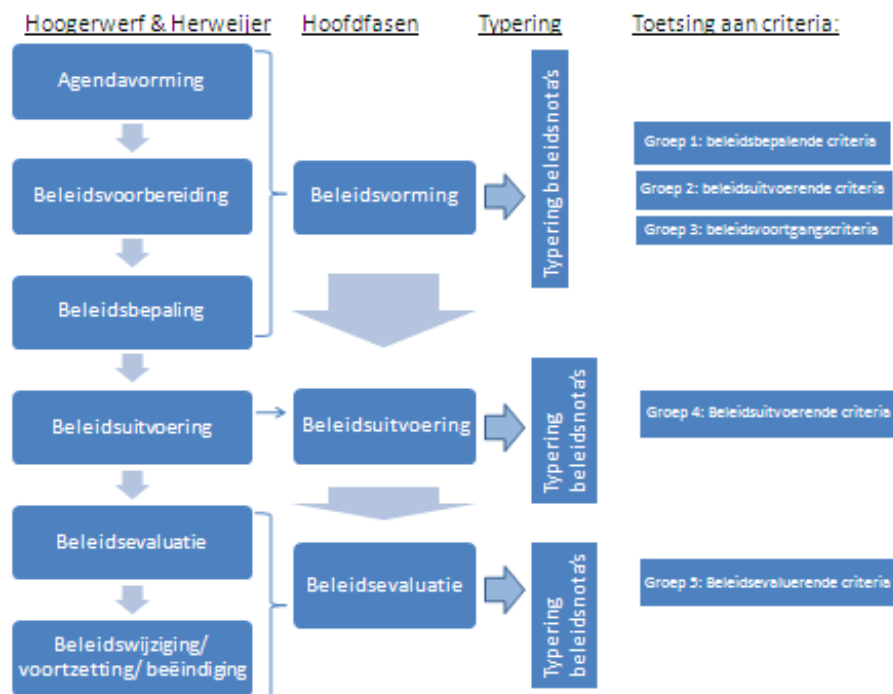 Hoogerwerf & Herweijer
Hoofdfasen
Typering
Toetsing aan criteria:
Agendavorming
Beleidsvoorbereiding
Beleidsbepaling
Beleidsuitvoering
Beleidsevaluatie
Beleidswijziging/
voortzetting/ beëindiging
Beleidsvorming
Beleidsuitvoering
Beleidsevaluatie
Typering beleidsnota's
Typering
beleidsnota's
Typering
beleidsnota's
Groep 1: beleidsbepalende criteria
Groep 2: beleidsuitvoerende criteria
Groep 3: beleidsvoortgangscriteria
Groep 4: Beleidsuitvoerende criteria
Groep 5: Beleidsevaluerende criteria